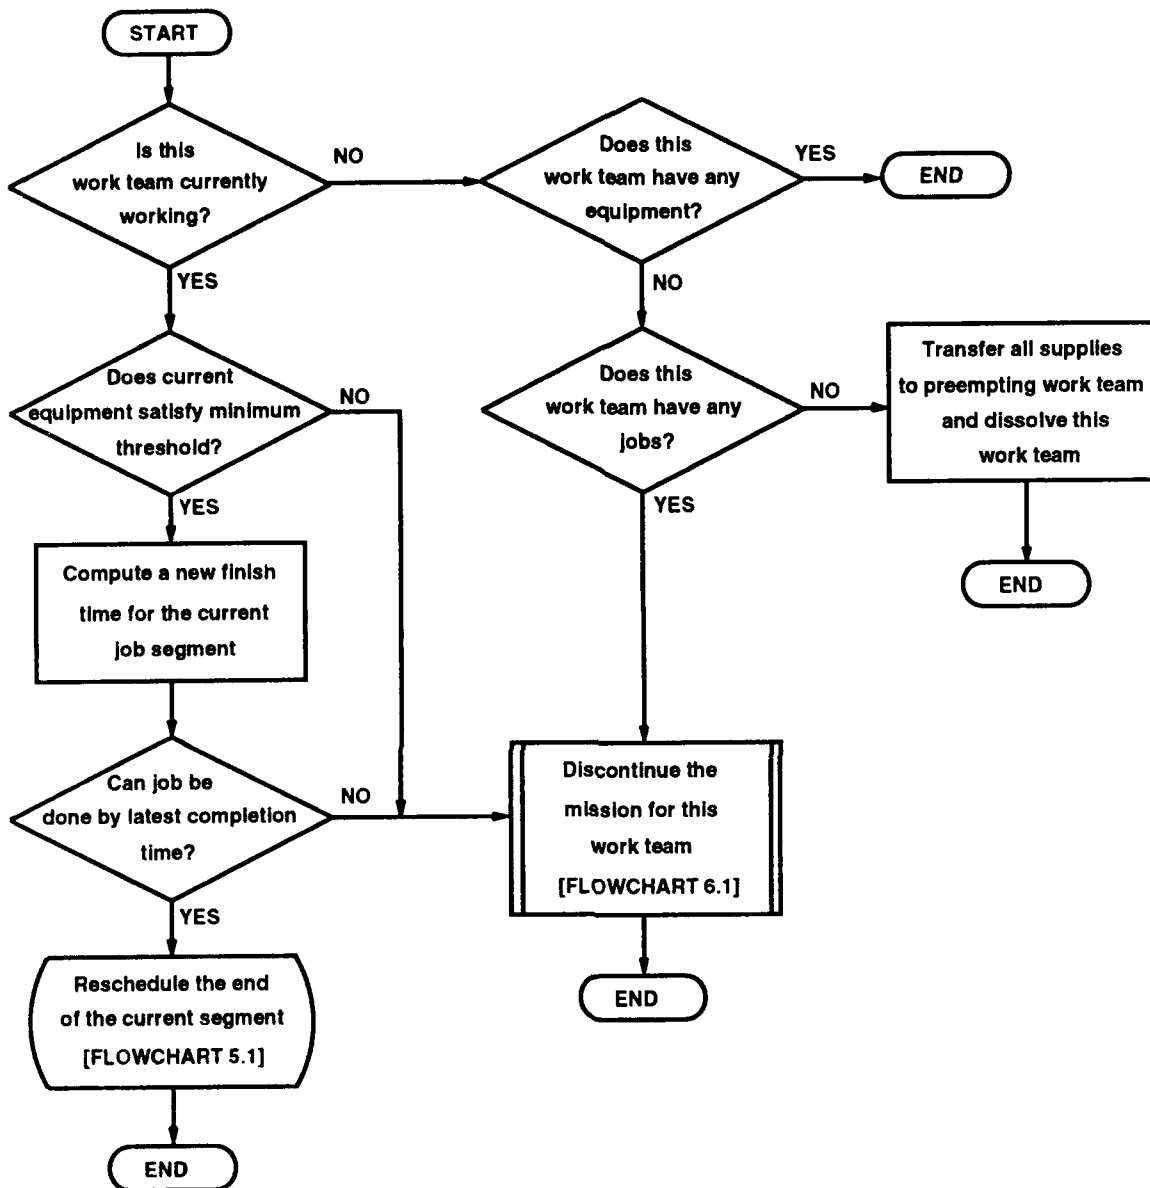 START
Is this
work team currently
working?
NO
YES
Does this
work team have any
equipment?
YES
END
NO
Does current
equipment satisfy minimum
threshold?
NO
YES
Does this
work team have any
jobs?
NO
YES
Transfer all supplies
to preempting work team
and dissolve this
work team
END
Compute a new finish
time for the current
job segment
Can job be
done by latest completion
time?
NO
YES
Discontinue the
mission for this
work team
[FLOWCHART 6.1]
END
Reschedule the end
of the current segment
[FLOWCHART 5.1]
END